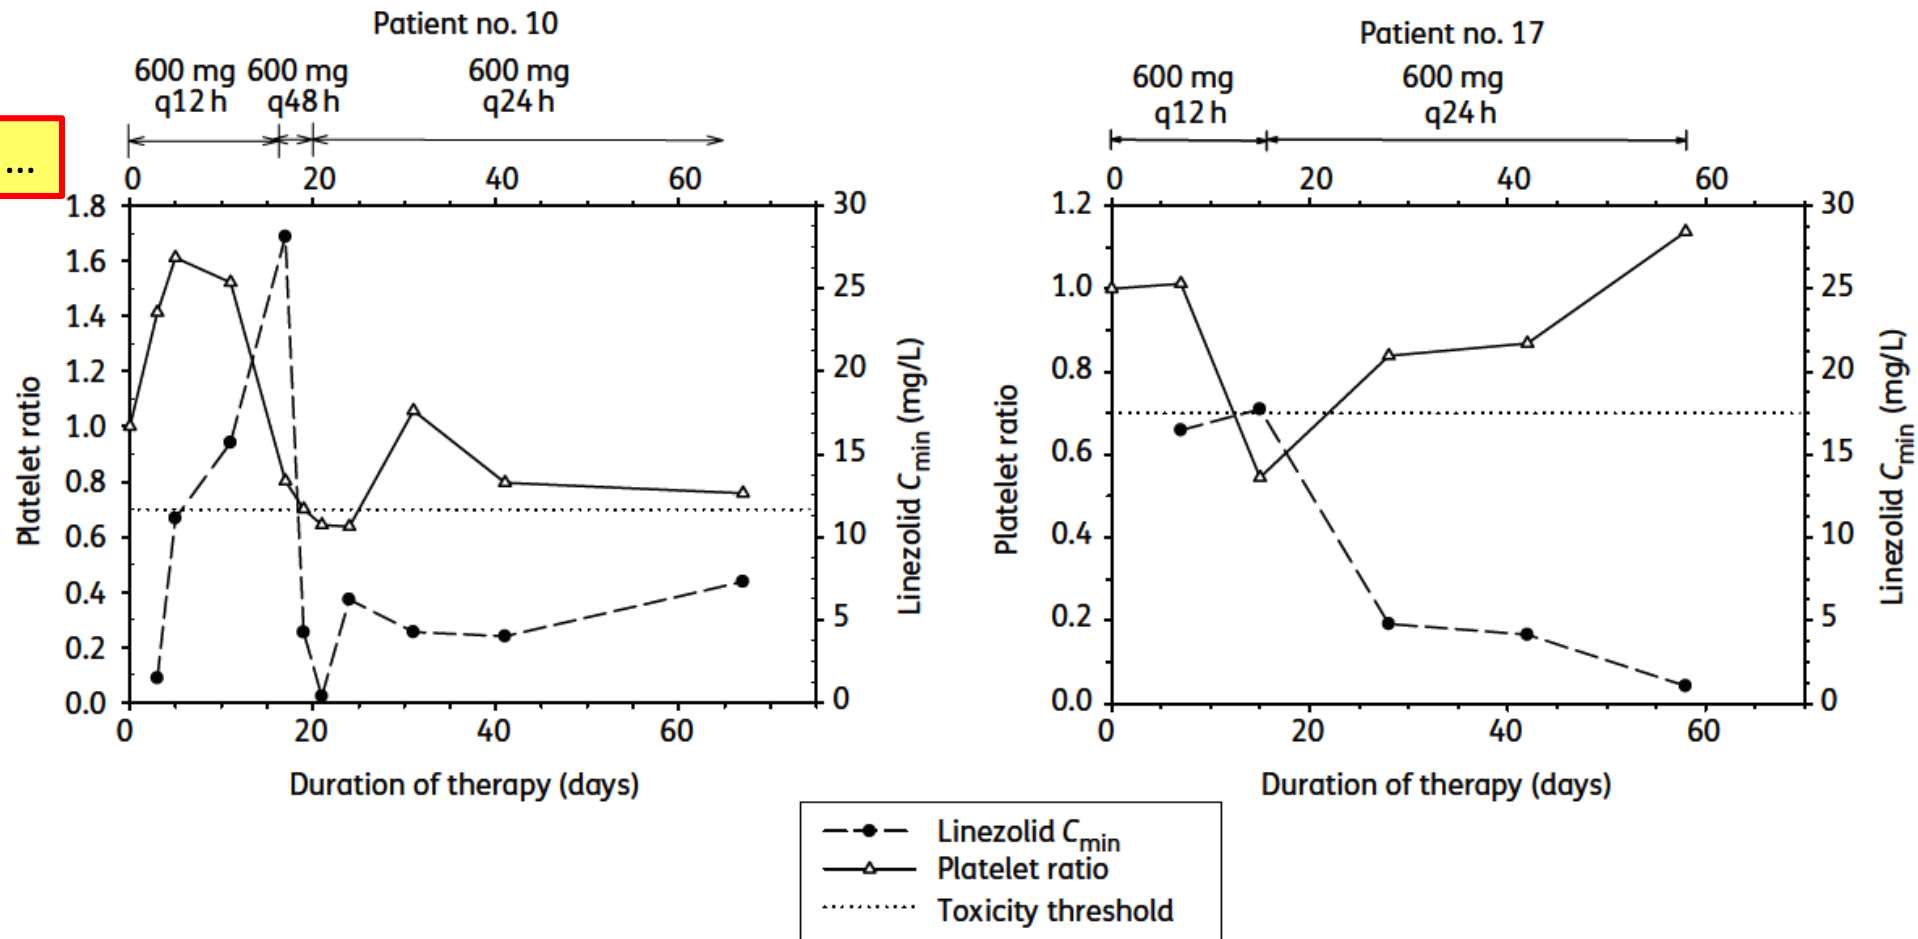 ...
Patient no. 10
600 mg 600 mg 600 mg
q12 h q48 h q24 h
0 20 40 60
1.8
1.6
1.4
1.2
1.0
0.8
0.6
0.4
0.2
0.0
Platelet ratio
30
25
20
15
10
5
0
Linezolid Cmin (mg/L)
0 20 40 60
Duration of therapy (days)
Patient no. 17
600 mg 600 mg
q12 h q24 h
0 20 40 60
1.2
1.0
0.8
0.6
0.4
0.2
0.0
Platelet ratio
30
25
20
15
10
5
0
Linezolid Cmin (mg/L)
0 20 40 60
Duration of therapy (days)
Linezolid Cmin
Platelet ratio
Toxicity threshold